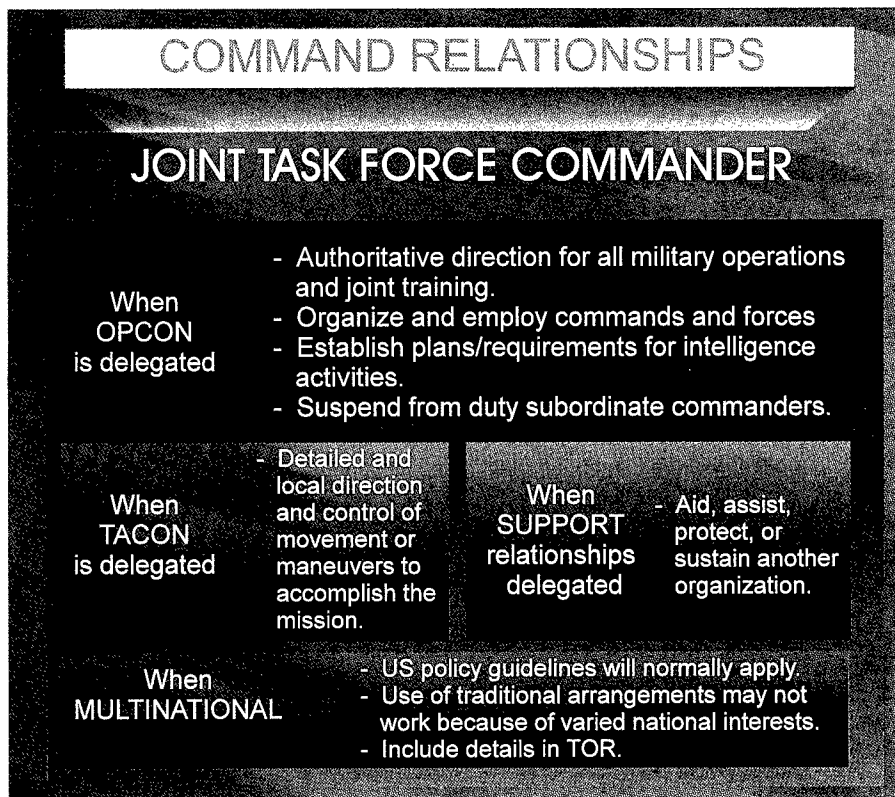 COMMAND RELATIONSHIPS
JOINT TASK FORCE COMMANDER
When
OPCON
is delegated
- Authoritative direction for all military operations
and joint training.
- Organize and employ commands and forces
- Establish plans/requirements for intelligence
activities.
- Suspend from duty subordinate commanders.
When
TACON
is delegated
- Detailed and
local direction
and control of
movement or
maneuvers to
accomplish the
mission.
When
SUPPORT
relationships
delegated
- Aid, assist,
protect, or
sustain another
organization.
When
MULTINATIONAL
- US policy guidelines will normally apply.
- Use of traditional arrangements may not
work because of varied national interests.
- Include details in TOR.